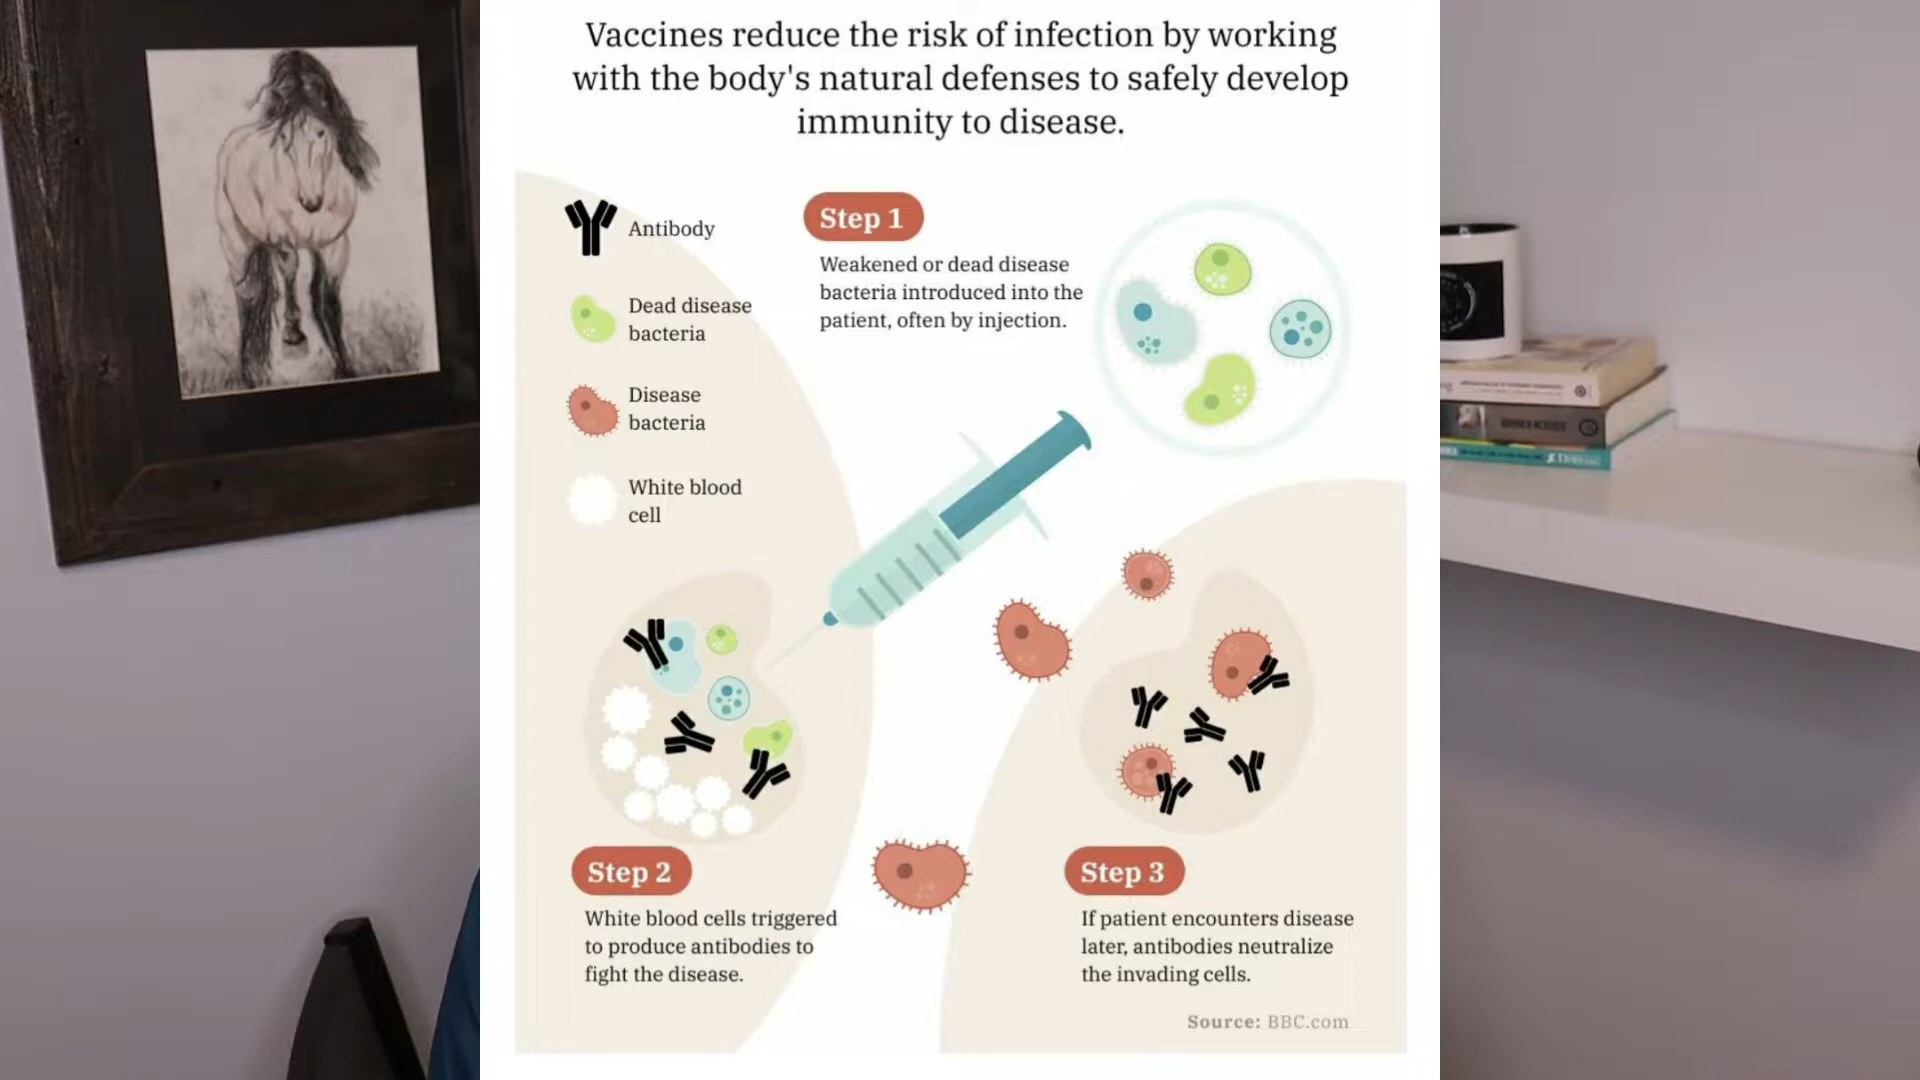 Vaccines reduce the risk of infection by working
with the body's natural defenses to safely develop
immunity to disease.
Antibody
Dead disease
bacteria
Disease
bacteria
White blood
cell
Step 1
Weakened or dead disease
bacteria introduced into the
patient, often by injection.
Step 2
White blood cells triggered
to produce antibodies to
fight the disease.
Step 3
If patient encounters disease
later, antibodies neutralize
the invading cells.
Source: BBC.com